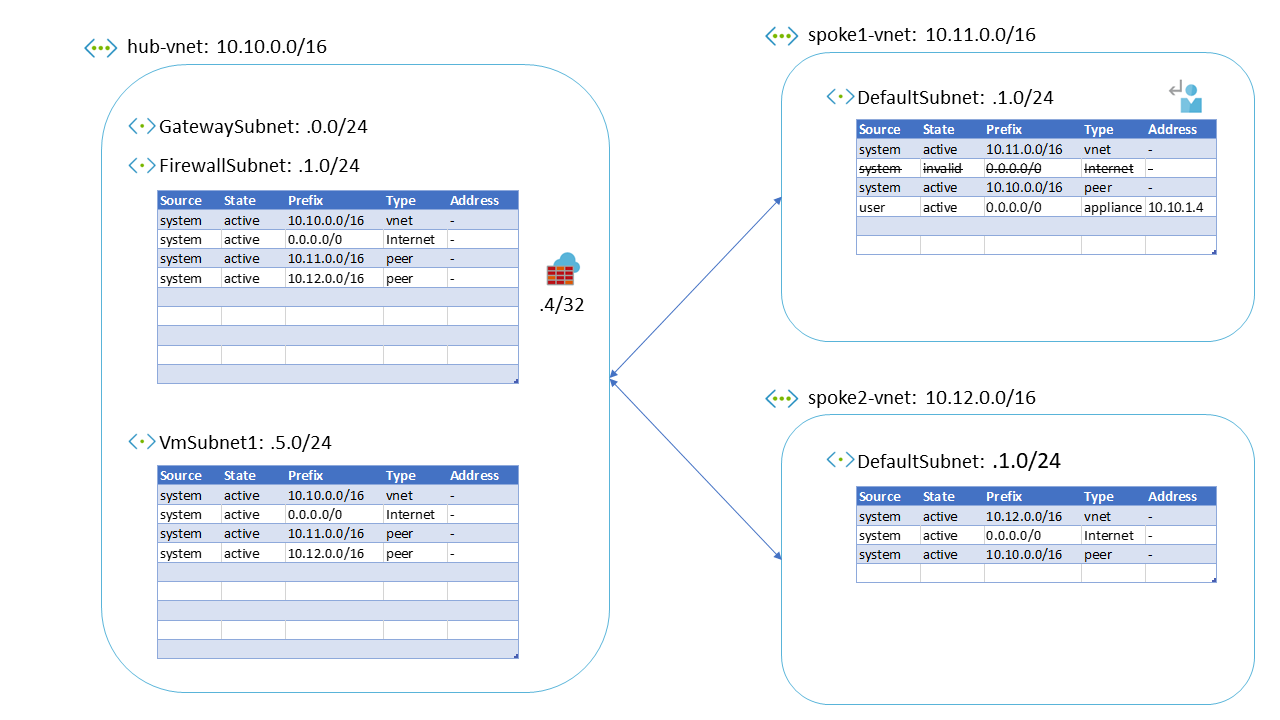 hub-vnet: 10.10.0.0/16
GatewaySubnet: .0.0/24
FirewallSubnet: .1.0/24
Source State Prefix Type Address
system active 10.10.0.0/16 vnet -
system active 0.0.0.0/0 Internet -
system active 10.11.0.0/16 peer -
system active 10.12.0.0/16 peer -
.4/32
VmSubnet1: .5.0/24
Source State Prefix Type Address
system active 10.10.0.0/16 vnet -
system active 0.0.0.0/0 Internet -
system active 10.11.0.0/16 peer -
system active 10.12.0.0/16 peer -
spoke1-vnet: 10.11.0.0/16
DefaultSubnet: .1.0/24
Source State Prefix Type Address
system active 10.11.0.0/16 vnet -
system invalid 0.0.0.0/0 Internet -
system active 10.10.0.0/16 peer -
user active 0.0.0.0/0 appliance 10.10.1.4
spoke2-vnet: 10.12.0.0/16
DefaultSubnet: .1.0/24
Source State Prefix Type Address
system active 10.12.0.0/16 vnet -
system active 0.0.0.0/0 Internet -
system active 10.10.0.0/16 peer -